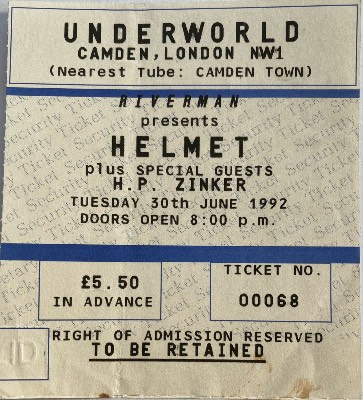 UNDERWORLD
CAMDEN, LONDON NW1
(Nearest Tube: CAMDEN TOWN)
RIVERMAN
presents
HELMET
plus SPECIAL GUESTS
H.P. ZINKER
TUESDAY 30th JUNE 1992
DOORS OPEN 8:00 p.m.
£5.50
IN ADVANCE
TICKET NO.
00068
RIGHT OF ADMISSION RESERVED
TO BE RETAINED
ID